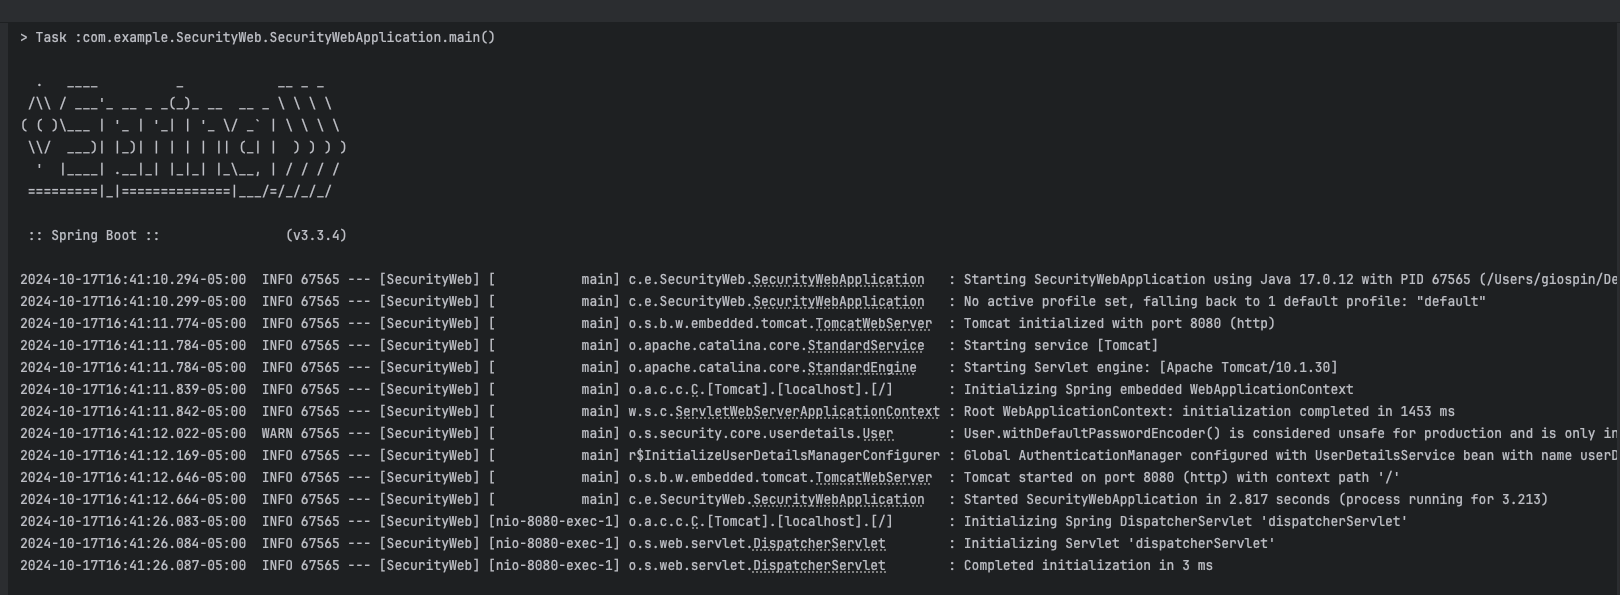 > Task :com.example.SecurityWeb.SecurityWebApplication.main()
  .   ____          _            __ _ _
 /\\ / ___'_ __ _ _(_)_ __  __ _ \ \ \ \
( ( )\___ | '_ | '_| | '_ \/ _` | \ \ \ \
 \\/  ___)| |_)| | | | | || (_| |  ) ) ) )
  '  |____| .__|_| |_|_| |_\__, | / / / /
 =========|_|==============|___/=/_/_/_/
 :: Spring Boot ::                (v3.3.4)
2024-10-17T16:41:10.294-05:00  INFO 67565 --- [SecurityWeb] [           main] c.e.SecurityWeb.SecurityWebApplication   : Starting SecurityWebApplication using Java 17.0.12 with PID 67565 (/Users/giospin/De
2024-10-17T16:41:10.299-05:00  INFO 67565 --- [SecurityWeb] [           main] c.e.SecurityWeb.SecurityWebApplication   : No active profile set, falling back to 1 default profile: "default"
2024-10-17T16:41:11.774-05:00  INFO 67565 --- [SecurityWeb] [           main] o.s.b.w.embedded.tomcat.TomcatWebServer  : Tomcat initialized with port 8080 (http)
2024-10-17T16:41:11.784-05:00  INFO 67565 --- [SecurityWeb] [           main] o.apache.catalina.core.StandardService   : Starting service [Tomcat]
2024-10-17T16:41:11.784-05:00  INFO 67565 --- [SecurityWeb] [           main] o.apache.catalina.core.StandardEngine    : Starting Servlet engine: [Apache Tomcat/10.1.30]
2024-10-17T16:41:11.839-05:00  INFO 67565 --- [SecurityWeb] [           main] o.a.c.c.C.[Tomcat].[localhost].[/]       : Initializing Spring embedded WebApplicationContext
2024-10-17T16:41:11.842-05:00  INFO 67565 --- [SecurityWeb] [           main] w.s.c.ServletWebServerApplicationContext : Root WebApplicationContext: initialization completed in 1453 ms
2024-10-17T16:41:12.022-05:00  WARN 67565 --- [SecurityWeb] [           main] o.s.security.core.userdetails.User       : User.withDefaultPasswordEncoder() is considered unsafe for production and is only in
2024-10-17T16:41:12.169-05:00  INFO 67565 --- [SecurityWeb] [           main] r$InitializeUserDetailsManagerConfigurer : Global AuthenticationManager configured with UserDetailsService bean with name userD
2024-10-17T16:41:12.646-05:00  INFO 67565 --- [SecurityWeb] [           main] o.s.b.w.embedded.tomcat.TomcatWebServer  : Tomcat started on port 8080 (http) with context path '/'
2024-10-17T16:41:12.664-05:00  INFO 67565 --- [SecurityWeb] [           main] c.e.SecurityWeb.SecurityWebApplication   : Started SecurityWebApplication in 2.817 seconds (process running for 3.213)
2024-10-17T16:41:26.083-05:00  INFO 67565 --- [SecurityWeb] [nio-8080-exec-1] o.a.c.c.C.[Tomcat].[localhost].[/]       : Initializing Spring DispatcherServlet 'dispatcherServlet'
2024-10-17T16:41:26.084-05:00  INFO 67565 --- [SecurityWeb] [nio-8080-exec-1] o.s.web.servlet.DispatcherServlet        : Initializing Servlet 'dispatcherServlet'
2024-10-17T16:41:26.087-05:00  INFO 67565 --- [SecurityWeb] [nio-8080-exec-1] o.s.web.servlet.DispatcherServlet        : Completed initialization in 3 ms